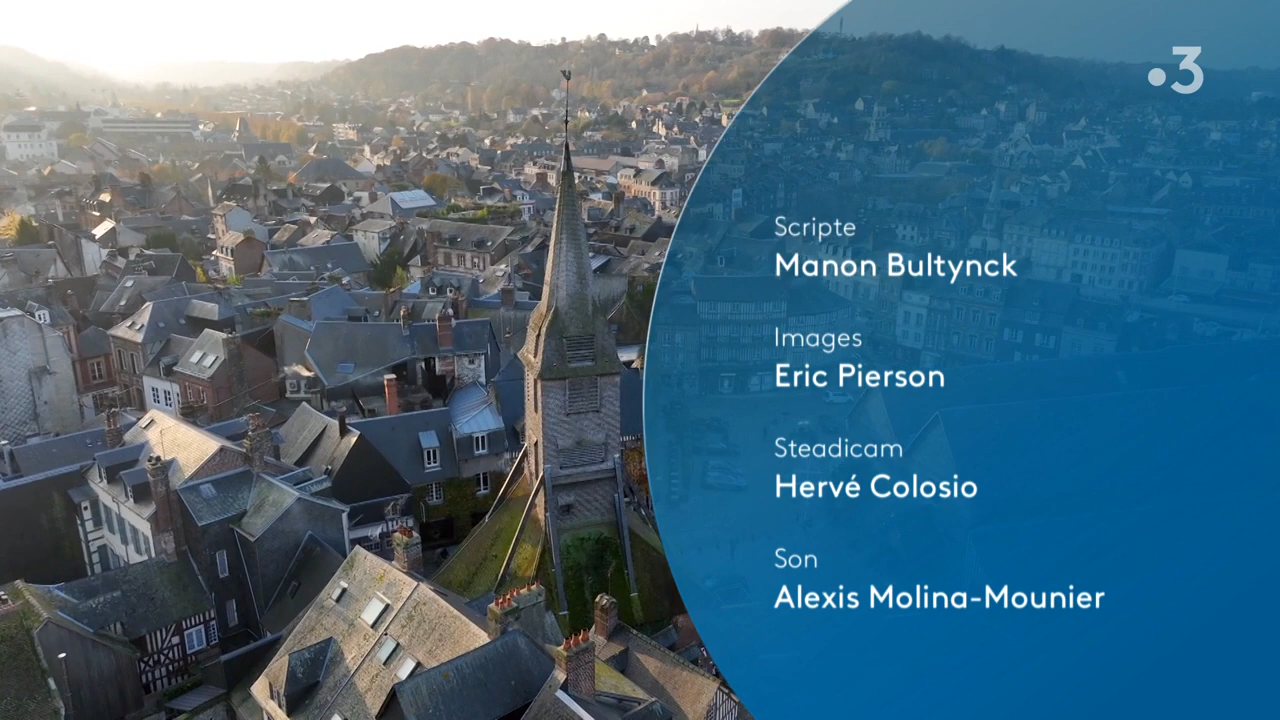 3
Scripte
Manon Bultynck
Images
Eric Pierson
Steadicam
Hervé Colosio
Son
Alexis Molina-Mounier